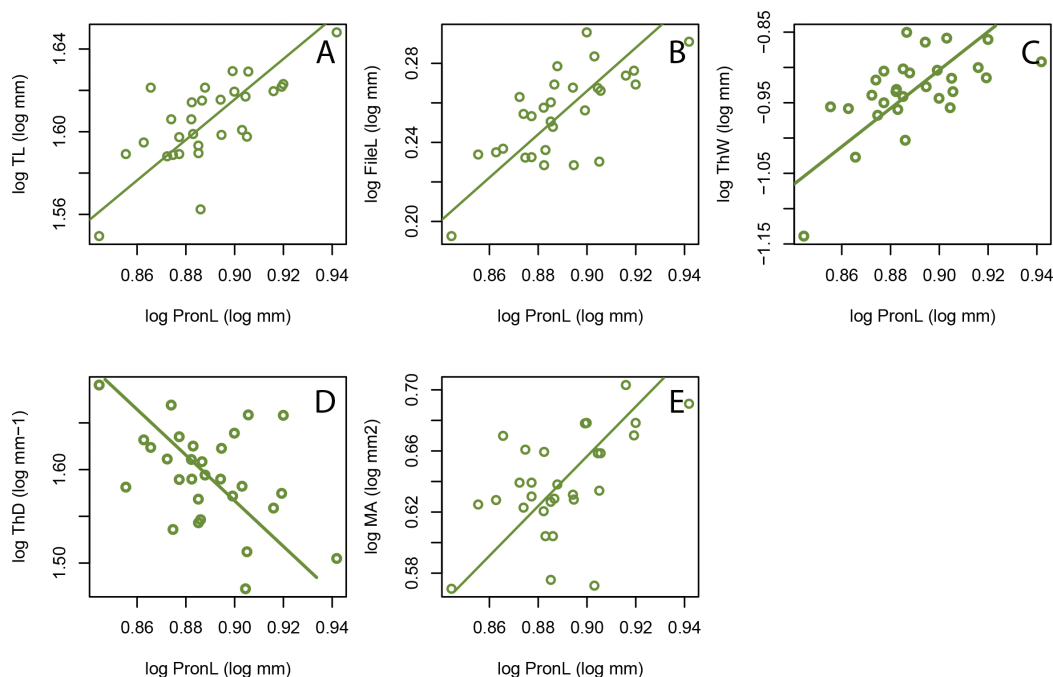 A
log TL (log mm)
1.56
1.60
1.64
0.86 0.88 0.90 0.92 0.94
log PronL (log mm)
B
log FileL (log mm)
0.20
0.24
0.28
0.86 0.88 0.90 0.92 0.94
log PronL (log mm)
C
log ThW (log mm)
−1.15
−1.05
−0.95
−0.85
0.86 0.88 0.90 0.92 0.94
log PronL (log mm)
D
log ThD (log mm−1)
1.50
1.60
0.86 0.88 0.90 0.92 0.94
log PronL (log mm)
E
log MA (log mm2)
0.58
0.62
0.66
0.70
0.86 0.88 0.90 0.92 0.94
log PronL (log mm)